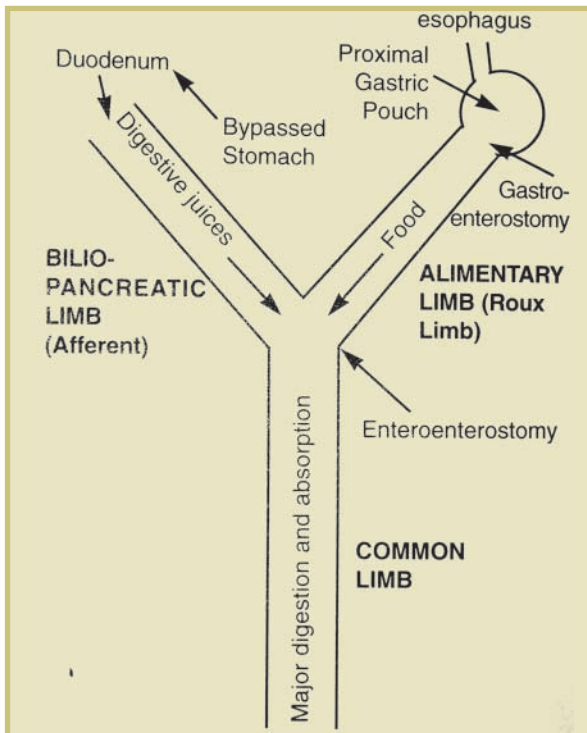 esophagus
Duodenum
Proximal
Gastric
Pouch
Bypassed
Stomach
Digestive juices
Food
Gastro-
enterostomy
BILIO-
PANCREATIC
LIMB
(Afferent)
ALIMENTARY
LIMB (Roux
Limb)
Enteroenterostomy
Major digestion and absorption
COMMON
LIMB